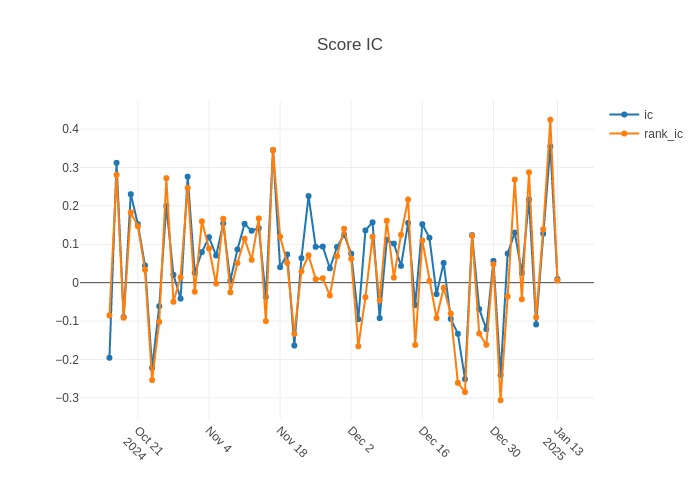 Score IC
ic
rank_ic
0.4
0.3
0.2
0.1
0
−0.1
−0.2
−0.3
Oct 21
2024
Nov 4
Nov 18
Dec 2
Dec 16
Dec 30
Jan 13
2025